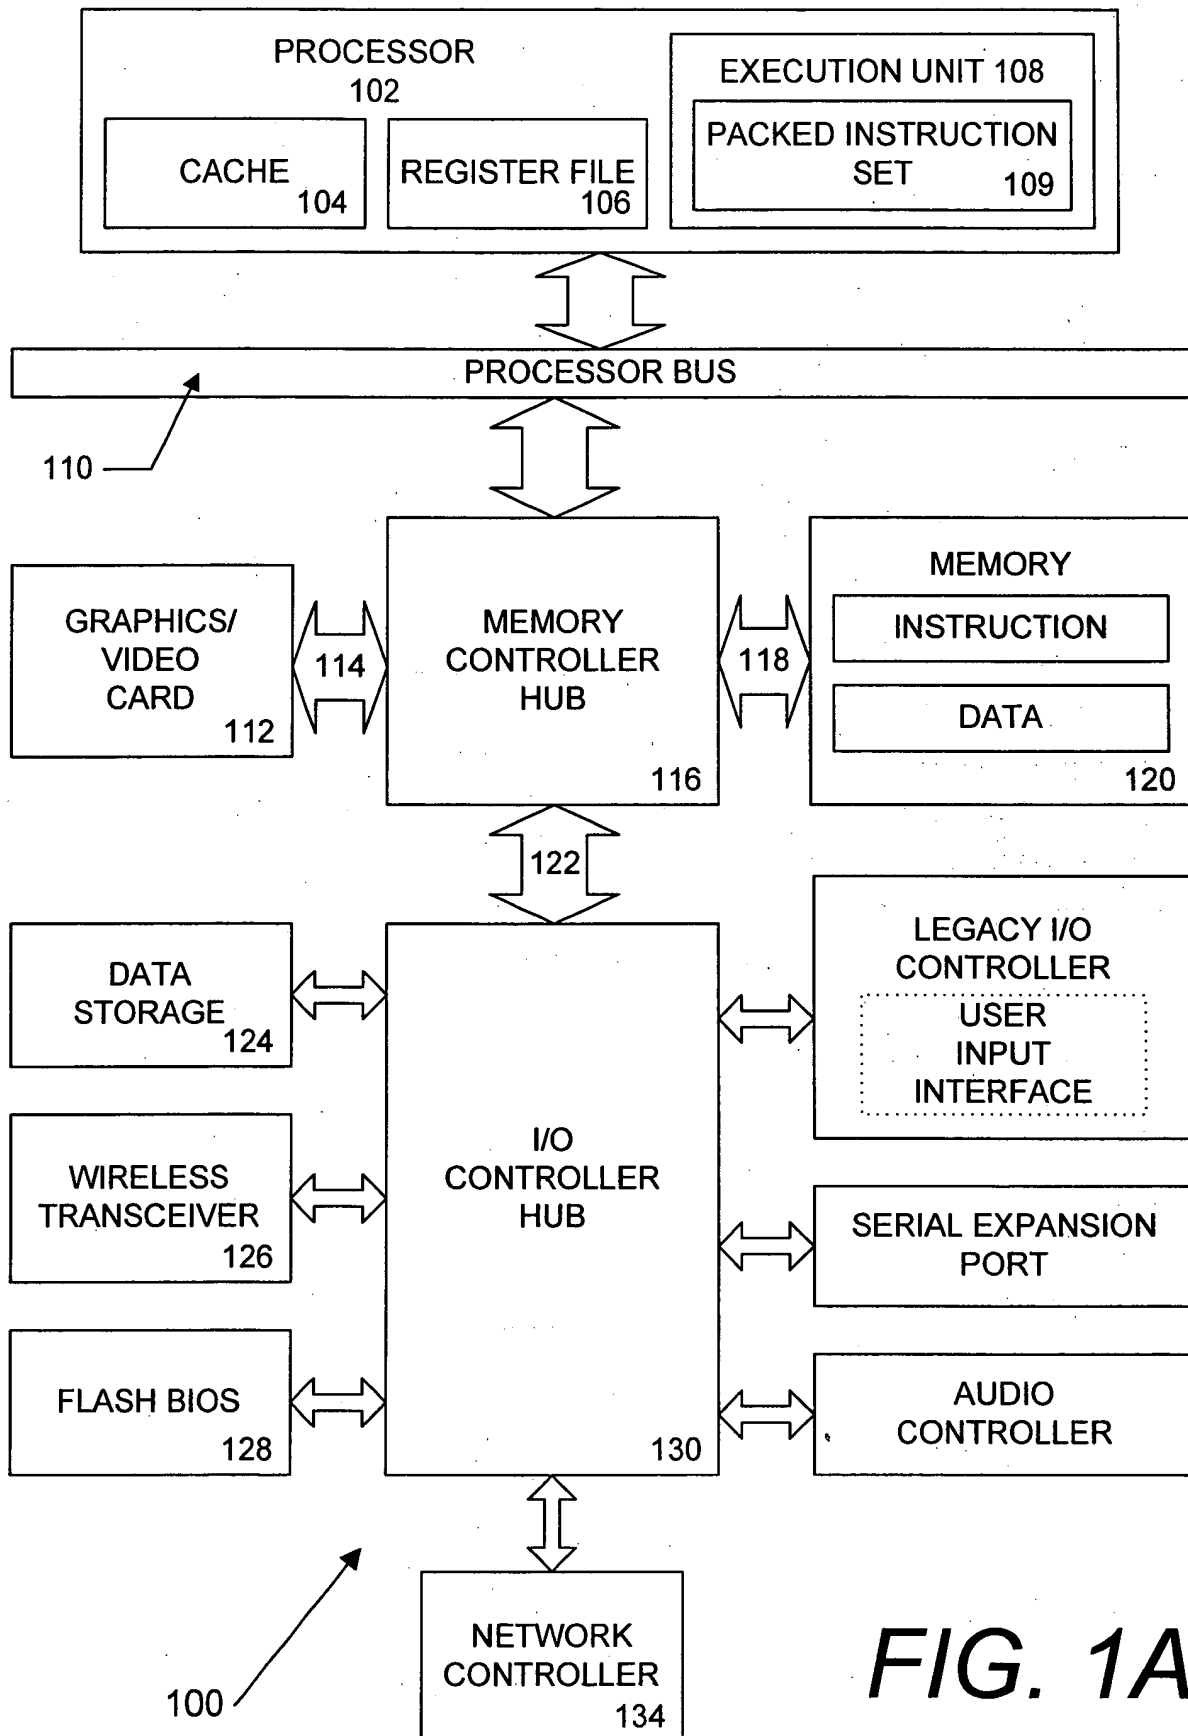 PROCESSOR
102
EXECUTION UNIT 108
PACKED INSTRUCTION
SET
109
CACHE
104
REGISTER FILE
106
PROCESSOR BUS
110
GRAPHICS/
VIDEO
CARD
112
114
MEMORY
CONTROLLER
HUB
116
118
MEMORY
INSTRUCTION
DATA
120
122
DATA
STORAGE
124
LEGACY I/O
CONTROLLER
USER
INPUT
INTERFACE
WIRELESS
TRANSCEIVER
126
I/O
CONTROLLER
HUB
130
SERIAL EXPANSION
PORT
FLASH BIOS
128
AUDIO
CONTROLLER
NETWORK
CONTROLLER
134
100
FIG. 1A